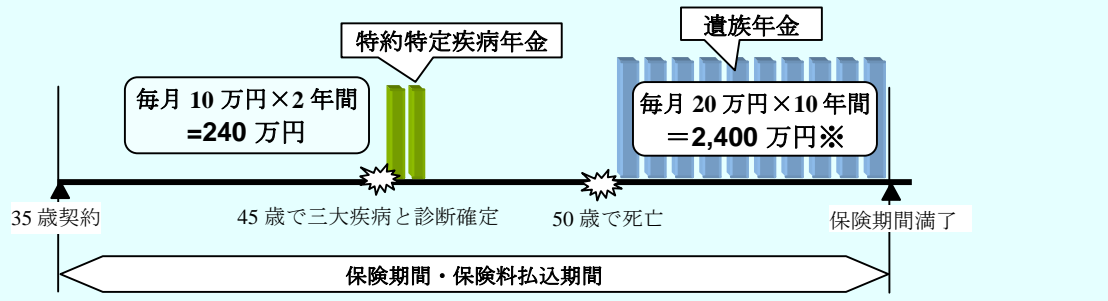 遺族年金
特約特定疾病年金
毎月 10 万円×2 年間
=240 万円
毎月 20 万円×10 年間
＝2,400 万円※
35 歳契約
45 歳で三大疾病と診断確定
50 歳で死亡
保険期間満了
保険期間・保険料払込期間